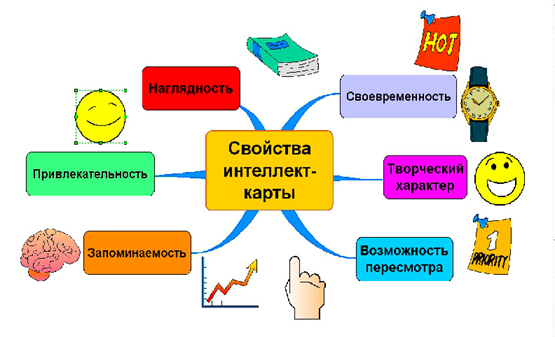 HOT
Наглядность
Своевременность
Свойства
интеллект-
карты
Привлекательность
Творческий
характер
Запоминаемость
Возможность
пересмотра
1
PRIORITY